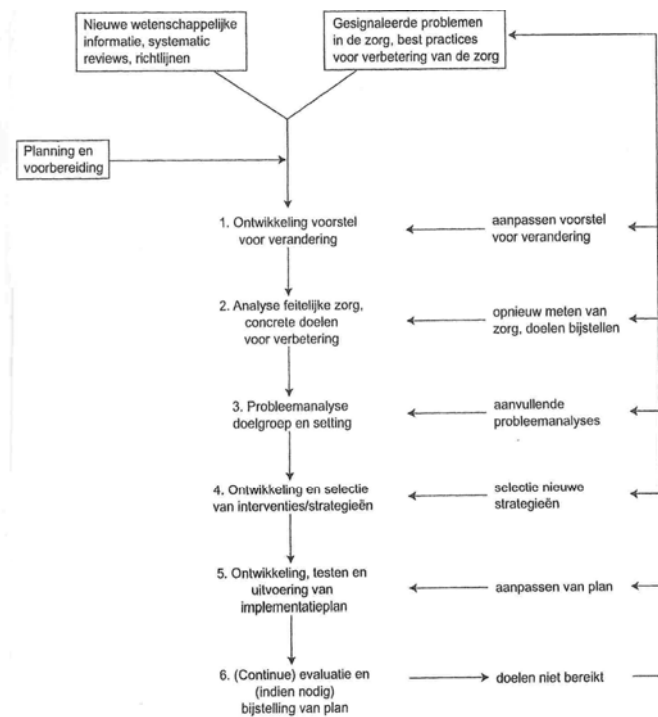 Nieuwe wetenschappelijke
informatie, systematic
reviews, richtlijnen
Gesignaleerde problemen
in de zorg, best practices
voor verbetering van de zorg
Planning en
voorbereiding
1. Ontwikkeling voorstel
voor verandering
aanpassen voorstel
voor verandering
2. Analyse feitelijke zorg,
concrete doelen
voor verbetering
opnieuw meten van
zorg, doelen bijstellen
3. Probleemanalyse
doelgroep en setting
aanvullende
probleemanalyses
4. Ontwikkeling en selectie
van interventies/strategieën
selectie nieuwe
strategieën
5. Ontwikkeling, testen en
uitvoering van
implementatieplan
aanpassen van plan
6. (Continue) evaluatie en
(indien nodig)
bijstelling van plan
doelen niet bereikt